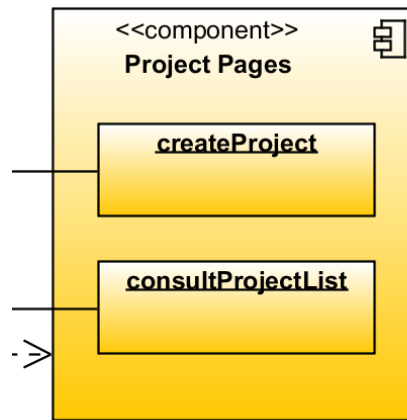 <<component>>
Project Pages
createProject
consultProjectList